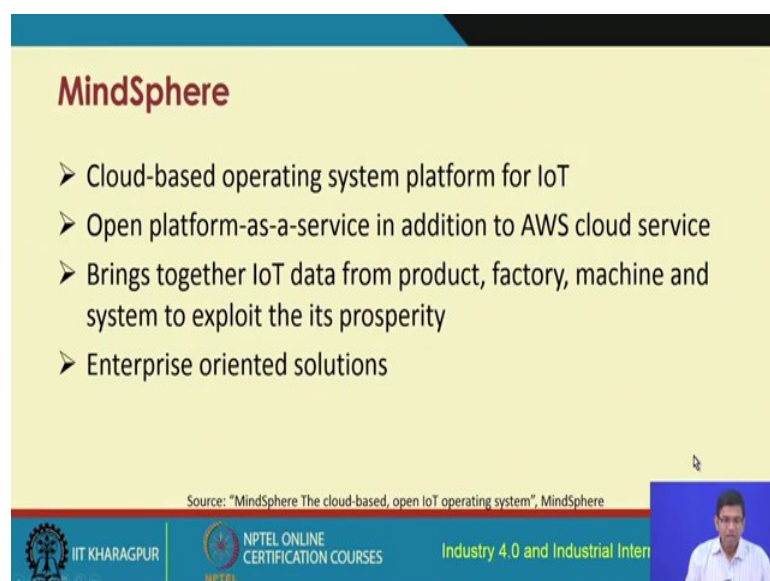 MindSphere
➤ Cloud-based operating system platform for IoT
➤ Open platform-as-a-service in addition to AWS cloud service
➤ Brings together IoT data from product, factory, machine and
system to exploit the its prosperity
➤ Enterprise oriented solutions
Source: “MindSphere The cloud-based, open IoT operating system”, MindSphere
IIT KHARAGPUR
NPTEL ONLINE
CERTIFICATION COURSES
NPTEL
Industry 4.0 and Industrial Inter